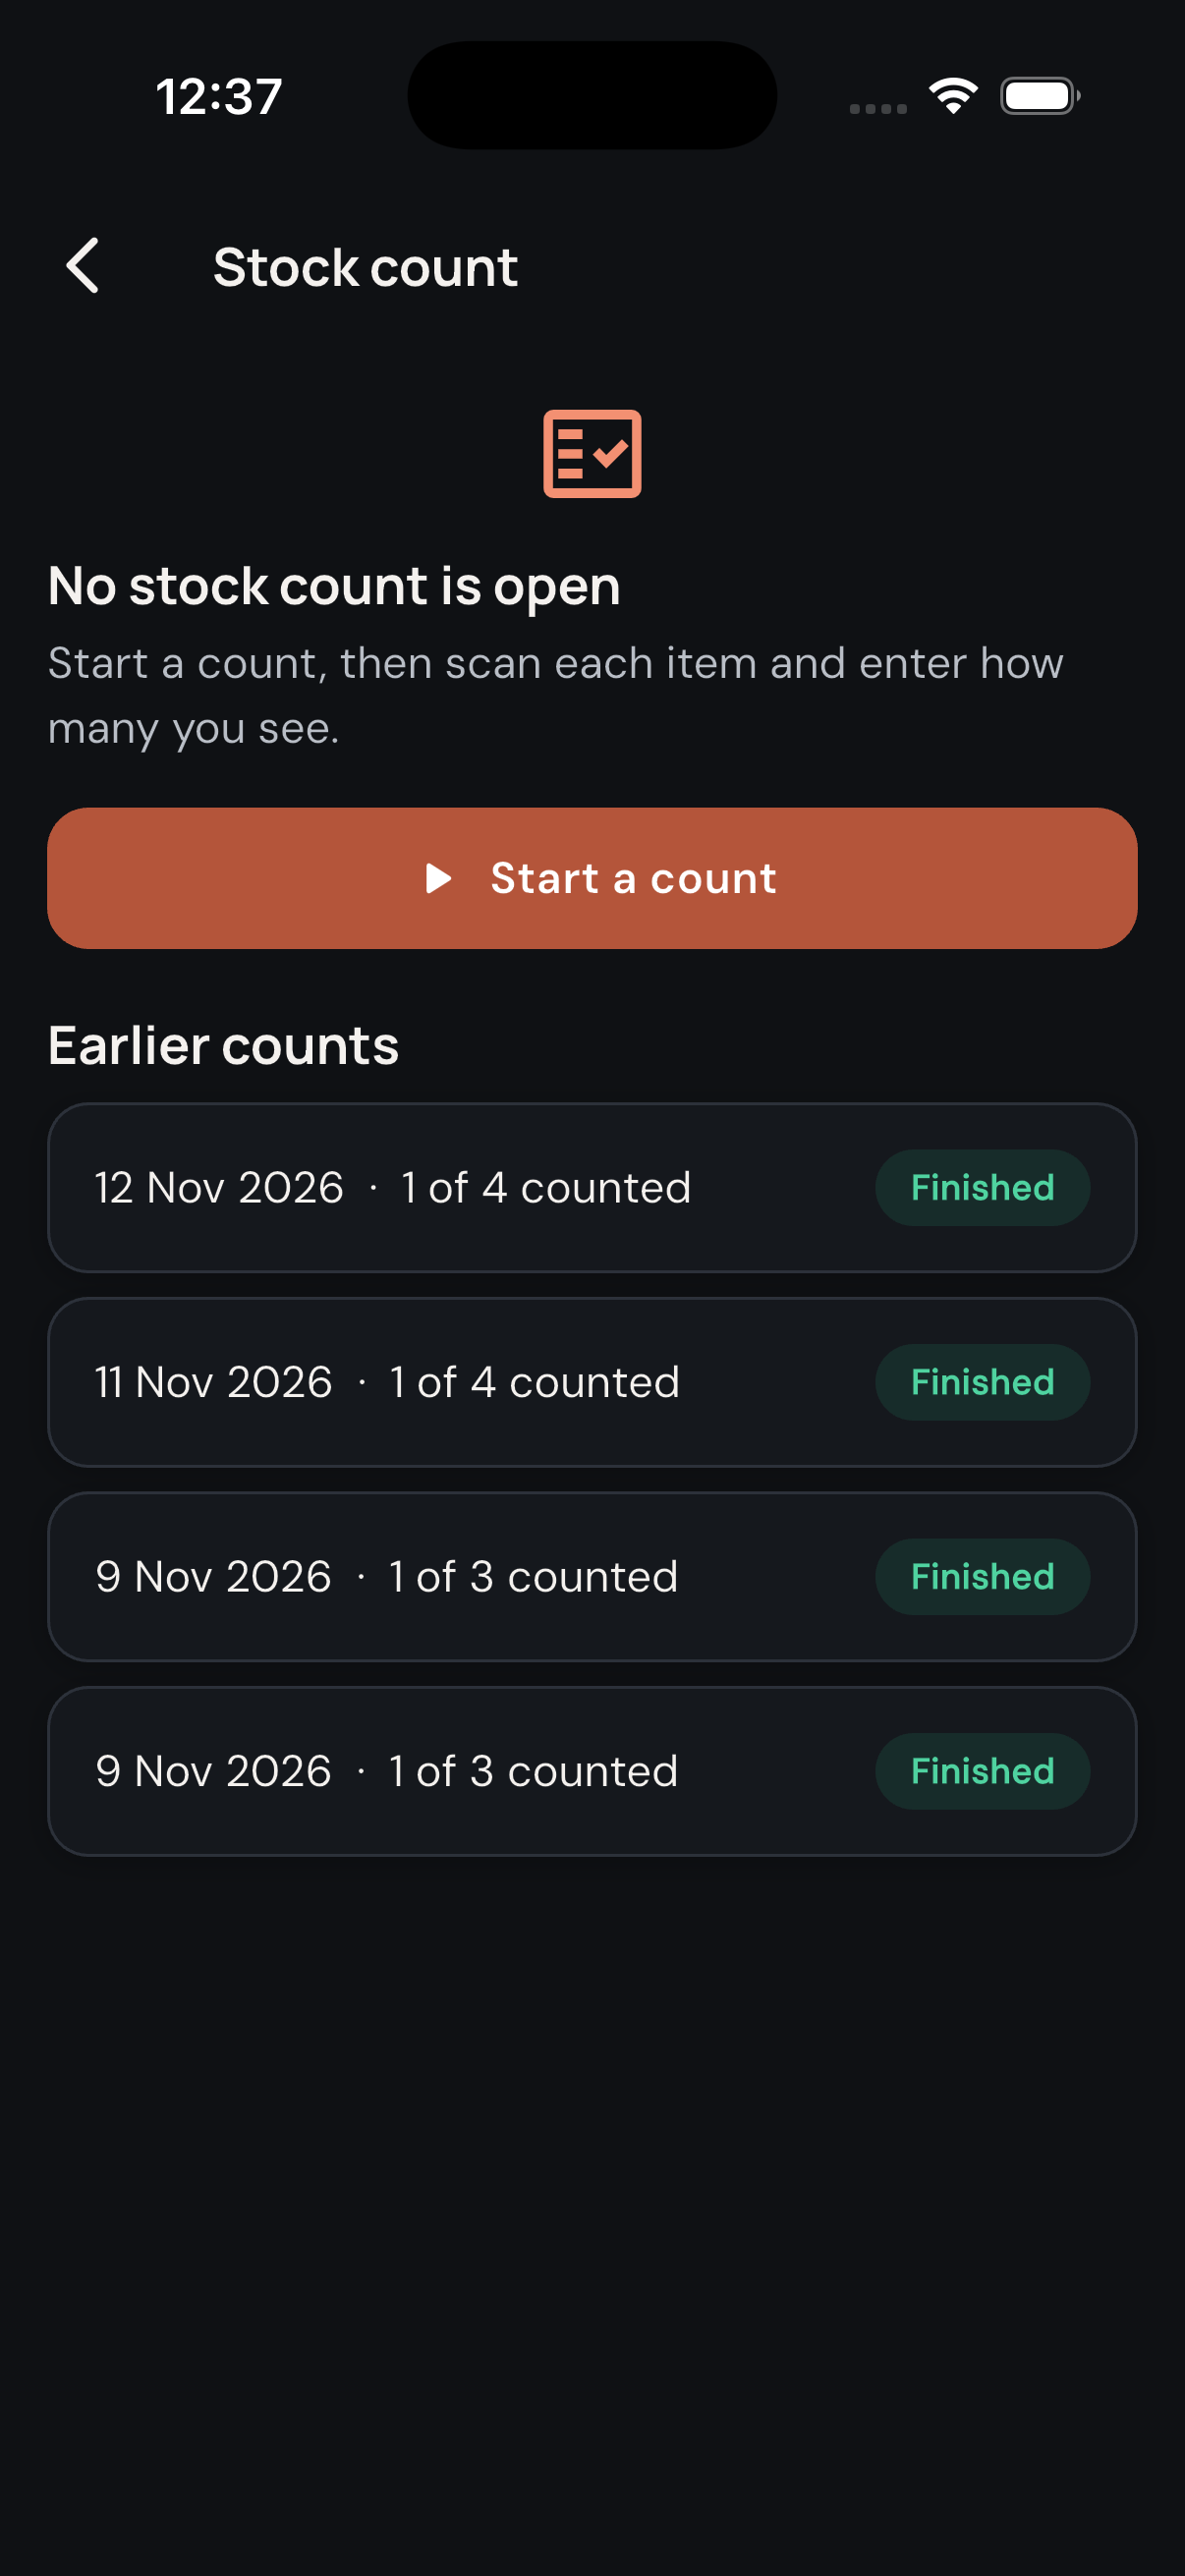 12:37
Stock count
No stock count is open
Start a count, then scan each item and enter how
many you see.
Start a count
Earlier counts
12 Nov 2026 · 1 of 4 counted Finished
11 Nov 2026 · 1 of 4 counted Finished
9 Nov 2026 · 1 of 3 counted Finished
9 Nov 2026 · 1 of 3 counted Finished